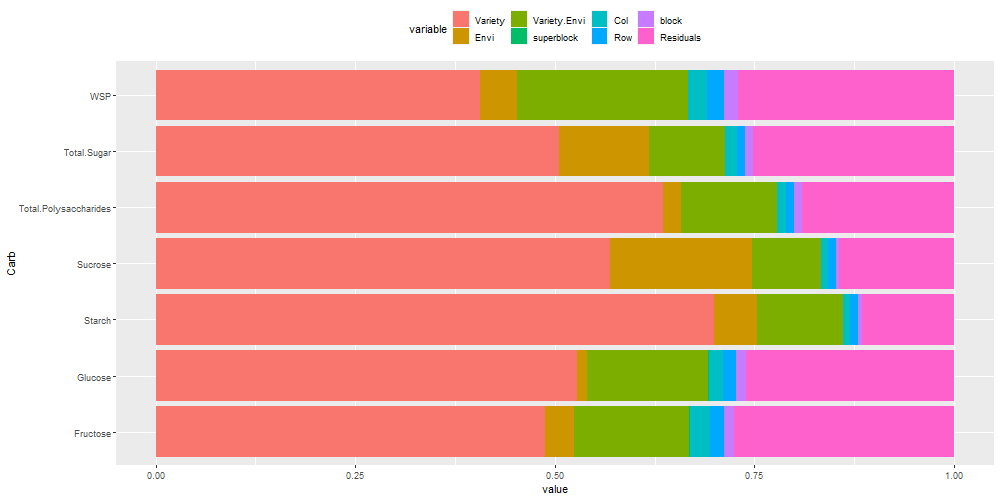 variable
Variety Variety.Envi Col block
Envi superblock Row Residuals
WSP
Total.Sugar
Total.Polysaccharides
Sucrose
Starch
Glucose
Fructose
Carb
0.00 0.25 0.50 0.75 1.00
value